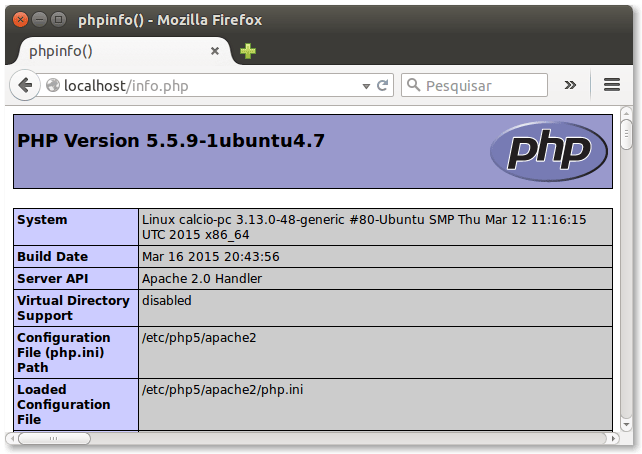 phpinfo() - Mozilla Firefox
phpinfo()
localhost/info.php
Pesquisar
PHP Version 5.5.9-1ubuntu4.7
php
System
Linux calcio-pc 3.13.0-48-generic #80-Ubuntu SMP Thu Mar 12 11:16:15
UTC 2015 x86_64
Build Date
Mar 16 2015 20:43:56
Server API
Apache 2.0 Handler
Virtual Directory
Support
disabled
Configuration
File (php.ini)
Path
/etc/php5/apache2
Loaded
Configuration
File
/etc/php5/apache2/php.ini